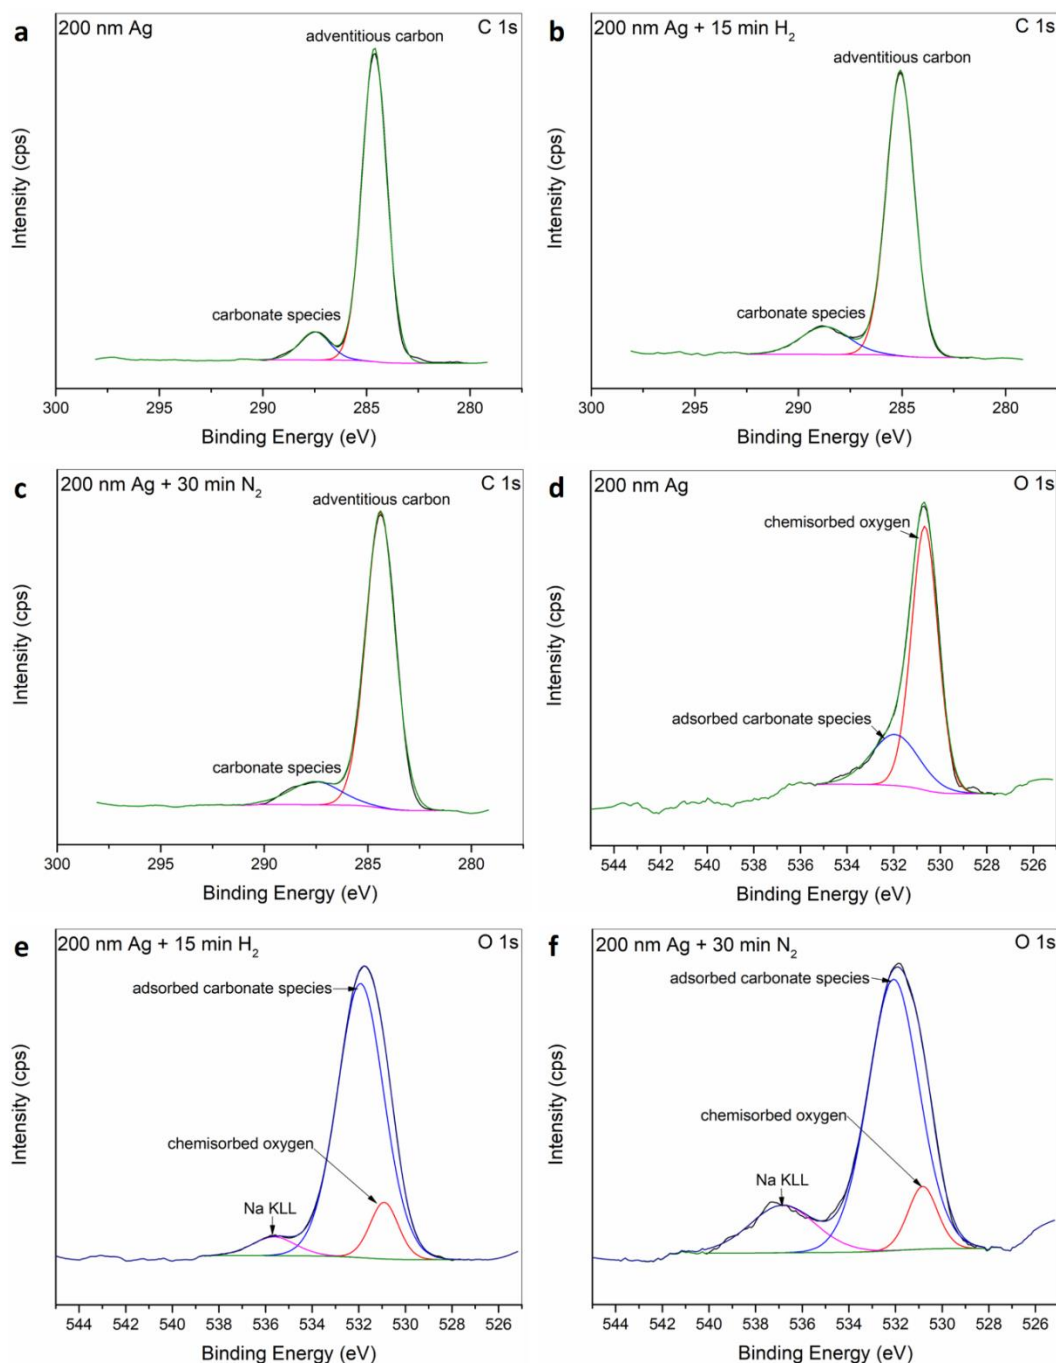 a
200 nm Ag
C 1s
adventitious carbon
carbonate species
Intensity (cps)
300 295 290 285 280
Binding Energy (eV)
b
200 nm Ag + 15 min H₂
C 1s
adventitious carbon
carbonate species
Intensity (cps)
300 295 290 285 280
Binding Energy (eV)
c
200 nm Ag + 30 min N₂
C 1s
adventitious carbon
carbonate species
Intensity (cps)
300 295 290 285 280
Binding Energy (eV)
d
200 nm Ag
O 1s
chemisorbed oxygen
adsorbed carbonate species
Intensity (cps)
544 542 540 538 536 534 532 530 528 526
Binding Energy (eV)
e
200 nm Ag + 15 min H₂
O 1s
adsorbed carbonate species
chemisorbed oxygen
Na KLL
Intensity (cps)
544 542 540 538 536 534 532 530 528 526
Binding Energy (eV)
f
200 nm Ag + 30 min N₂
O 1s
adsorbed carbonate species
chemisorbed oxygen
Na KLL
Intensity (cps)
544 542 540 538 536 534 532 530 528 526
Binding Energy (eV)